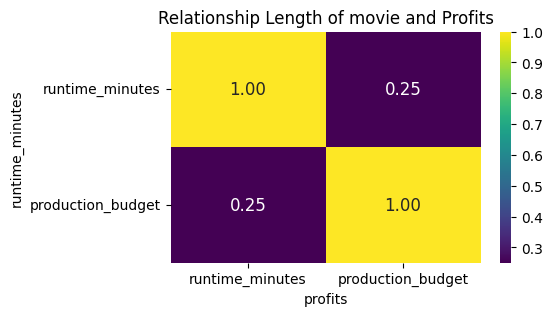 Relationship Length of movie and Profits
runtime_minutes
runtime_minutes
production_budget
1.00
0.25
0.25
1.00
runtime_minutes
production_budget
profits
1.0
0.9
0.8
0.7
0.6
0.5
0.4
0.3